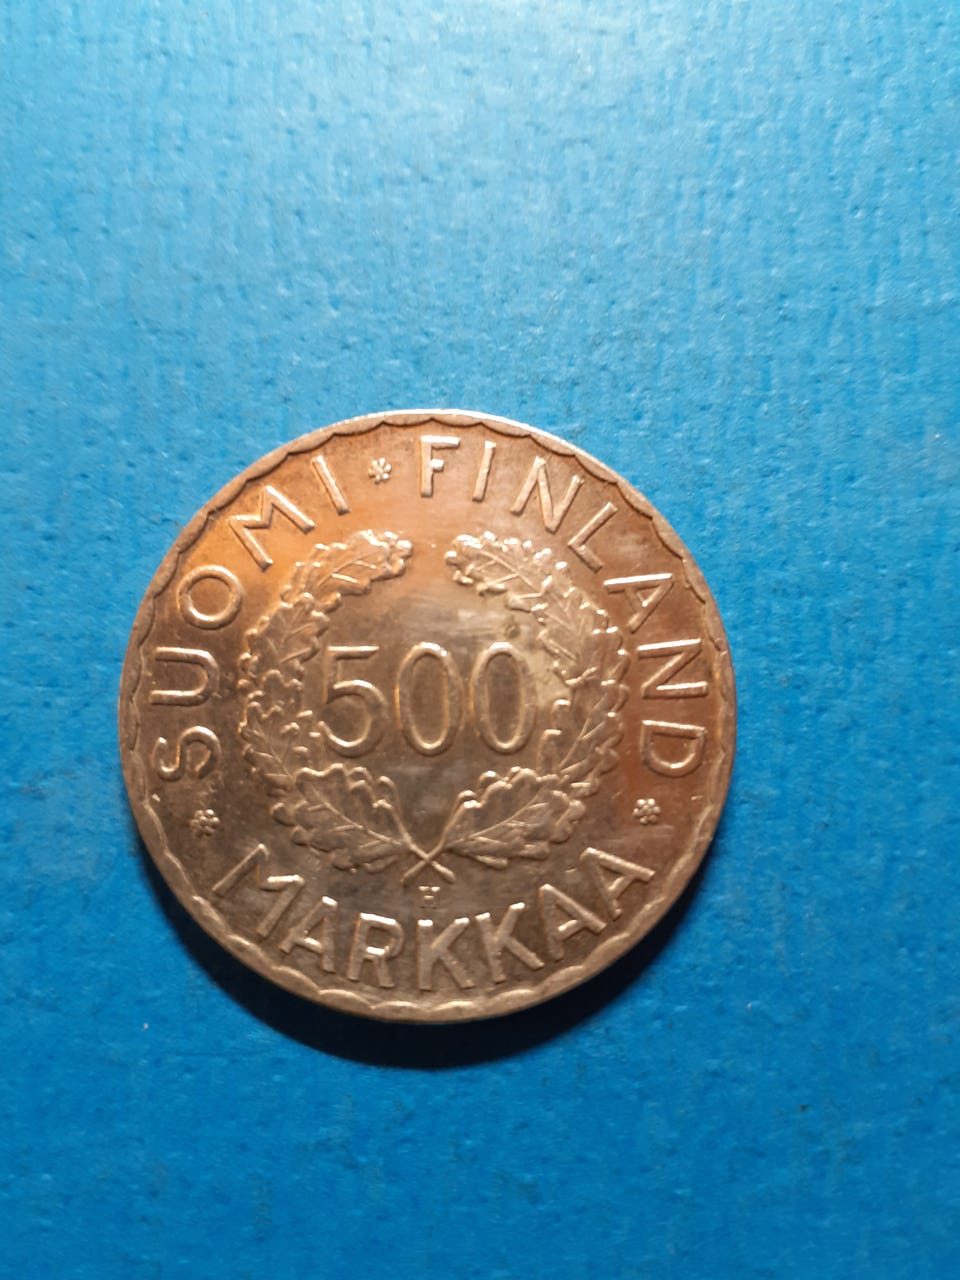 SUOMI * FINLAND
500
H
* MARKKAA *